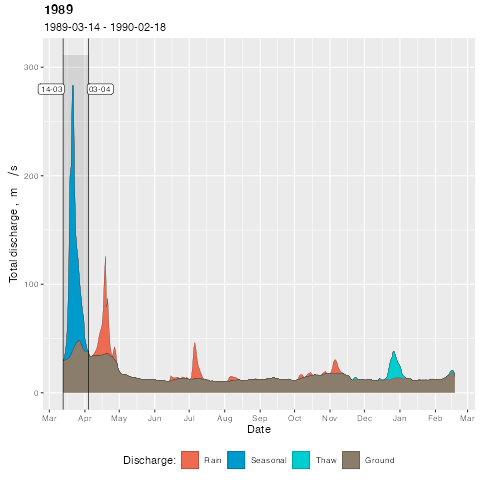 1989
1989-03-14 - 1990-02-18
300
14-03 03-04
200
100
0
Total discharge, m /s
Mar Apr May Jun Jul Aug Sep Oct Nov Dec Jan Feb Mar
Date
Discharge: Rain Seasonal Thaw Ground